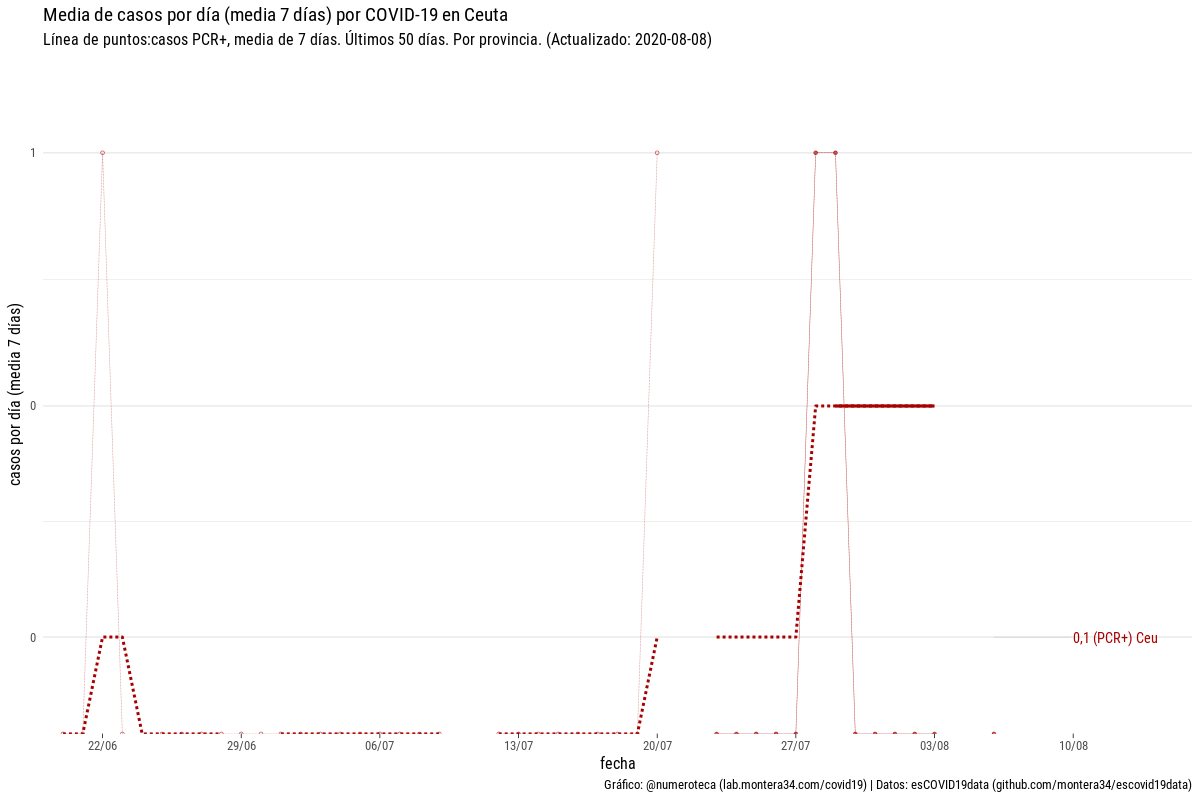 Media de casos por día (media 7 días) por COVID-19 en Ceuta
Línea de puntos:casos PCR+, media de 7 días. Últimos 50 días. Por provincia. (Actualizado: 2020-08-08)
casos por día (media 7 días)
1
0
0
0,1 (PCR+) Ceu
22/06
29/06
06/07
13/07
20/07
27/07
03/08
10/08
fecha
Gráfico: @numeroteca (lab.montera34.com/covid19) | Datos: esCOVID19data (github.com/montera34/escovid19data)